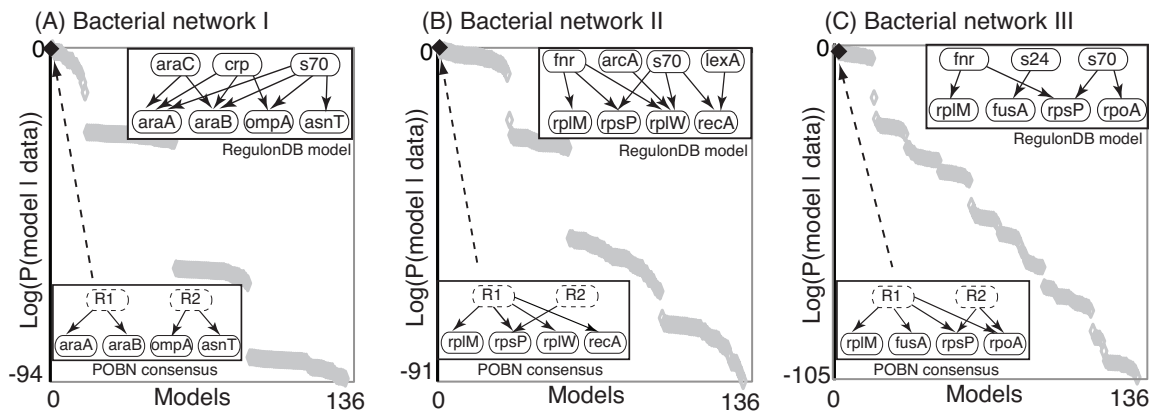 (A) Bacterial network I
0
Log(P(model | data))
-94
araC crp s70
araA araB ompA asnT
RegulonDB model
R1 R2
araA araB ompA asnT
POBN consensus
0 Models 136
(B) Bacterial network II
0
Log(P(model | data))
-91
fnr arcA s70 lexA
rplM rpsP rplW recA
RegulonDB model
R1 R2
rplM rpsP rplW recA
POBN consensus
0 Models 136
(C) Bacterial network III
0
Log(P(model | data))
-105
fnr s24 s70
rplM fusA rpsP rpoA
RegulonDB model
R1 R2
rplM fusA rpsP rpoA
POBN consensus
0 Models 136